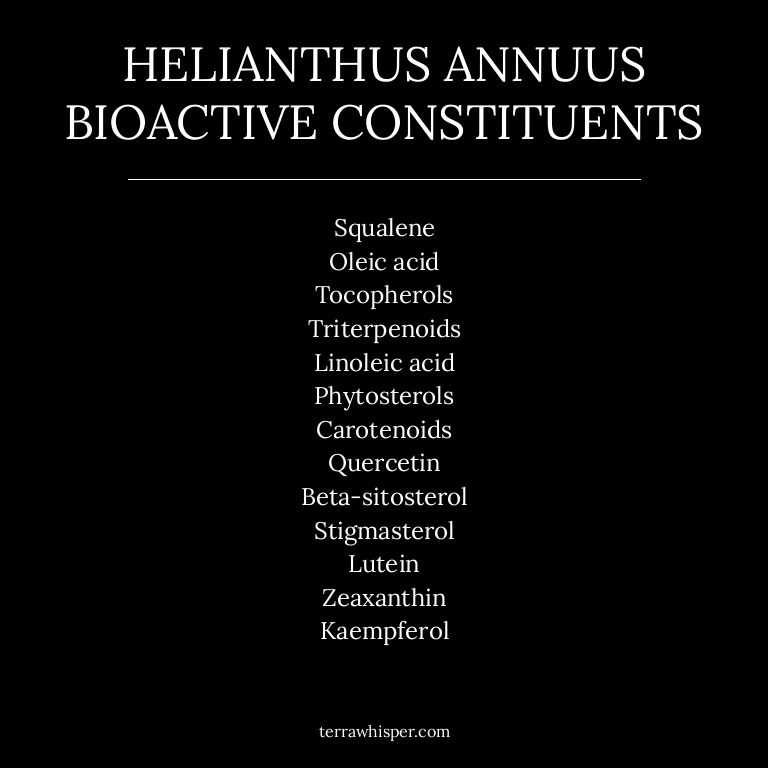 HELIANTHUS ANNUUS
BIOACTIVE CONSTITUENTS
Squalene
Oleic acid
Tocopherols
Triterpenoids
Linoleic acid
Phytosterols
Carotenoids
Quercetin
Beta-sitosterol
Stigmasterol
Lutein
Zeaxanthin
Kaempferol
terrawhisper.com